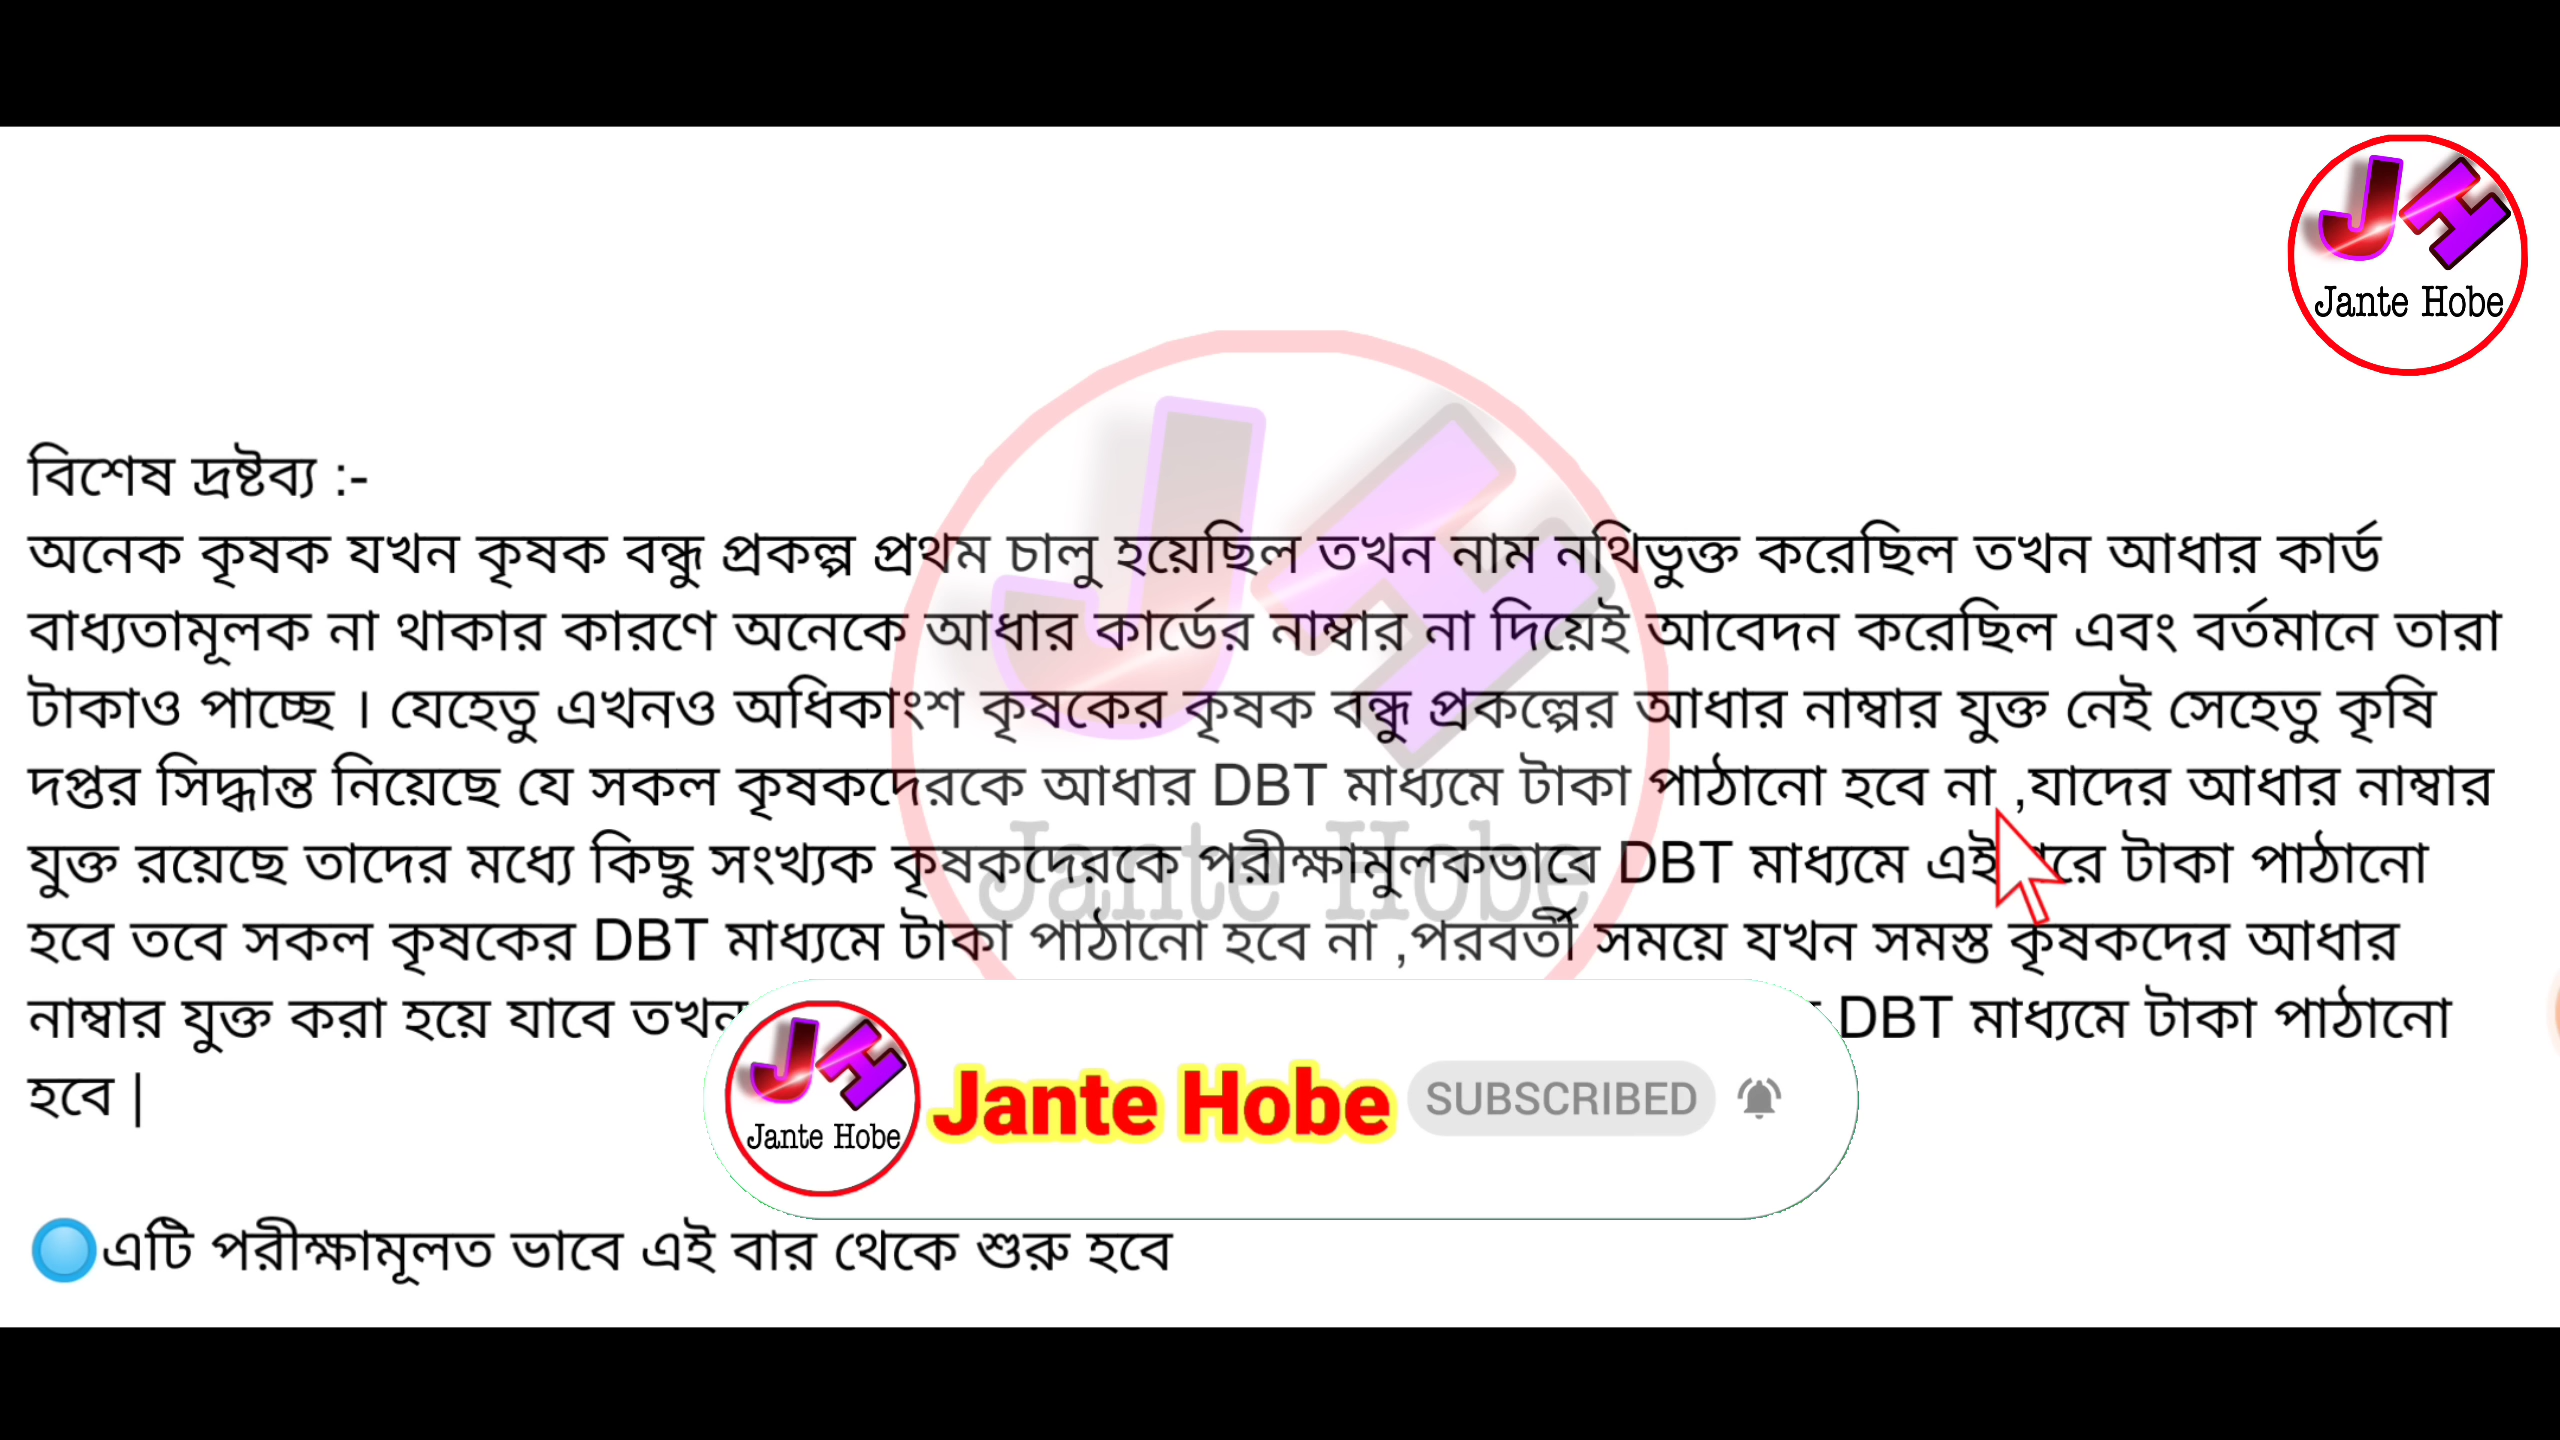 JH
Jante Hobe
বিশেষ দ্রষ্টব্য :-
অনেক কৃষক যখন কৃষক বন্ধু প্রকল্প প্রথম চালু হয়েছিল তখন নাম নথিভুক্ত করেছিল তখন আধার কার্ড
বাধ্যতামূলক না থাকার কারণে অনেকে আধার কার্ডের নাম্বার না দিয়েই আবেদন করেছিল এবং বর্তমানে তারা
টাকাও পাচ্ছে । যেহেতু এখনও অধিকাংশ কৃষকের কৃষক বন্ধু প্রকল্পের আধার নাম্বার যুক্ত নেই সেহেতু কৃষি
দপ্তর সিদ্ধান্ত নিয়েছে যে সকল কৃষকদেরকে আধার DBT মাধ্যমে টাকা পাঠানো হবে না ,যাদের আধার নাম্বার
যুক্ত রয়েছে তাদের মধ্যে কিছু সংখ্যক কৃষকদেরকে পরীক্ষামুলকভাবে DBT মাধ্যমে এই টাকা পাঠানো
হবে তবে সকল কৃষকের DBT মাধ্যমে টাকা পাঠানো হবে না ,পরবর্তী সময়ে যখন সমস্ত কৃষকদের আধার
নাম্বার যুক্ত করা হয়ে যাবে তখন DBT মাধ্যমে টাকা পাঠানো
হবে |
JH
Jante Hobe
JH
Jante Hobe
Jante Hobe SUBSCRIBED
এটি পরীক্ষামূলত ভাবে এই বার থেকে শুরু হবে